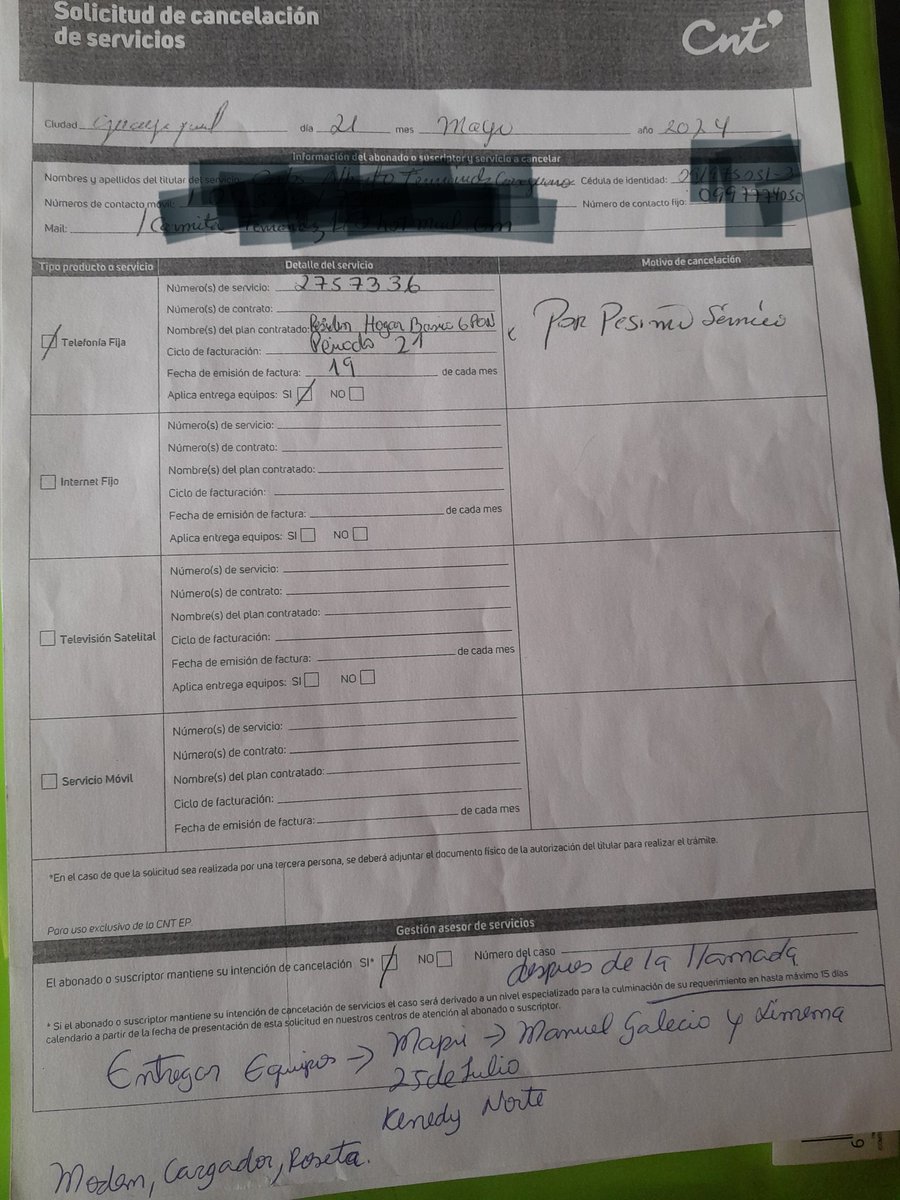 Solicitud de cancelación
de servicios
Cnt
Ciudad Guayaquil día 21 mes Mayo año 2024
Información del abonado o suscriptor y servicio a cancelar
Nombres y apellidos del titular del servicio: Cédula de identidad:
Números de contacto móvil: Número de contacto fijo:
Mail:
Tipo producto o servicio Detalle del servicio Motivo de cancelación
Telefonía Fija
Número(s) de servicio: 2757336
Número(s) de contrato:
Nombre(s) del plan contratado: Hogar GPON
Ciclo de facturación: Periodo 21
Fecha de emisión de factura: 19 de cada mes
Aplica entrega equipos: SI NO
Por Pesimo Servicio
Internet Fijo
Número(s) de servicio:
Número(s) de contrato:
Nombre(s) del plan contratado:
Ciclo de facturación:
Fecha de emisión de factura: de cada mes
Aplica entrega equipos: SI NO
Televisión Satelital
Número(s) de servicio:
Número(s) de contrato:
Nombre(s) del plan contratado:
Ciclo de facturación:
Fecha de emisión de factura: de cada mes
Aplica entrega equipos: SI NO
Servicio Móvil
Número(s) de servicio:
Número(s) de contrato:
Nombre(s) del plan contratado:
Ciclo de facturación:
Fecha de emisión de factura: de cada mes
*En el caso de que la solicitud sea realizada por una tercera persona, se deberá adjuntar el documento físico de la autorización del titular para realizar el trámite.
Para uso exclusivo de la CNT EP.
Gestión asesor de servicios
El abonado o suscriptor mantiene su intención de cancelación SI* NO Número del caso
despues de la llamada
* Si el abonado o suscriptor mantiene su intención de cancelación de servicios el caso será derivado a un nivel especializado para la culminación de su requerimiento en hasta máximo 15 días
calendario a partir de la fecha de presentación de esta solicitud en nuestros centros de atención al abonado o suscriptor.
Entregar Equipos → Mapri → Manuel Galecio y Ximena
25 de Julio
Kenedy Norte
Modem, Cargador, Roseta.